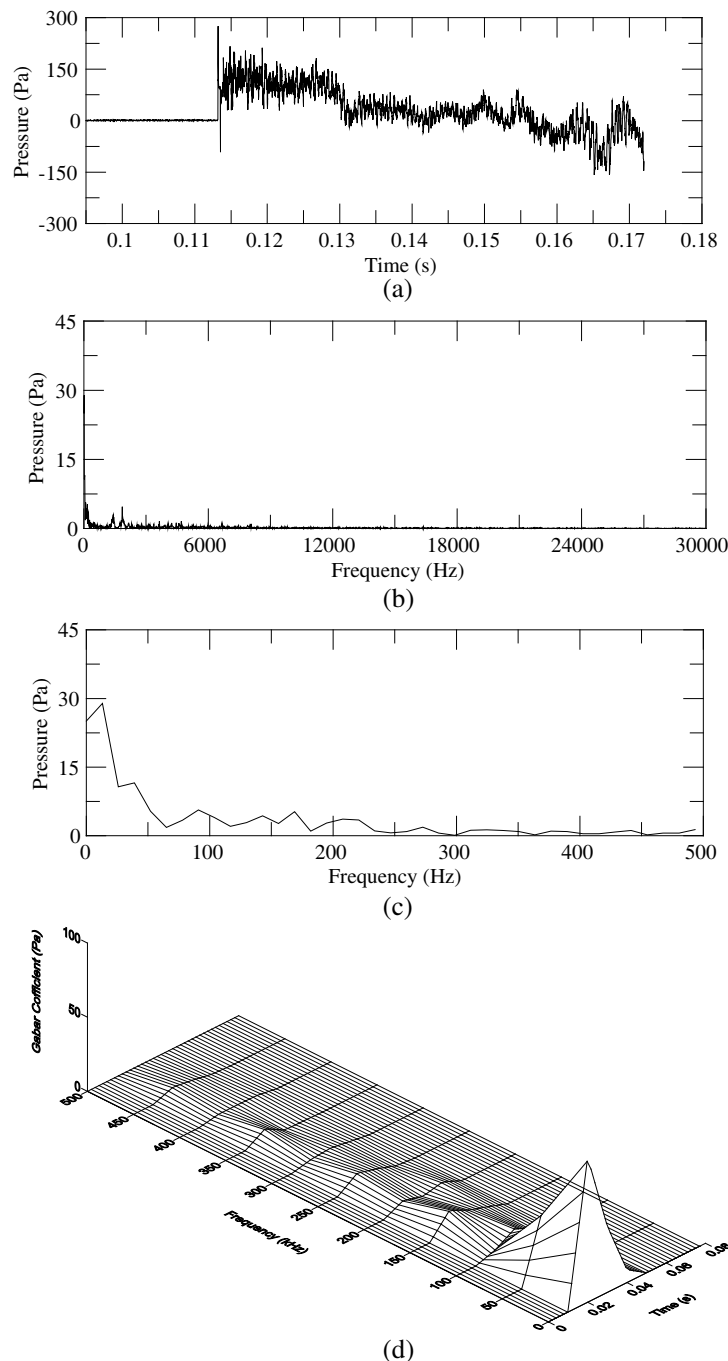 300
150
0
-150
-300
Pressure (Pa)
0.1 0.11 0.12 0.13 0.14 0.15 0.16 0.17 0.18
Time (s)
(a)
45
30
15
0
Pressure (Pa)
0 6000 12000 18000 24000 30000
Frequency (Hz)
(b)
45
30
15
0
Pressure (Pa)
0 100 200 300 400 500
Frequency (Hz)
(c)
100
50
0
Gabar Cofficient (Pa)
500 450 400 350 300 250 200 150 100 50 0
Frequency (kHz)
0 0.02 0.04 0.06 0.08
Time (s)
(d)